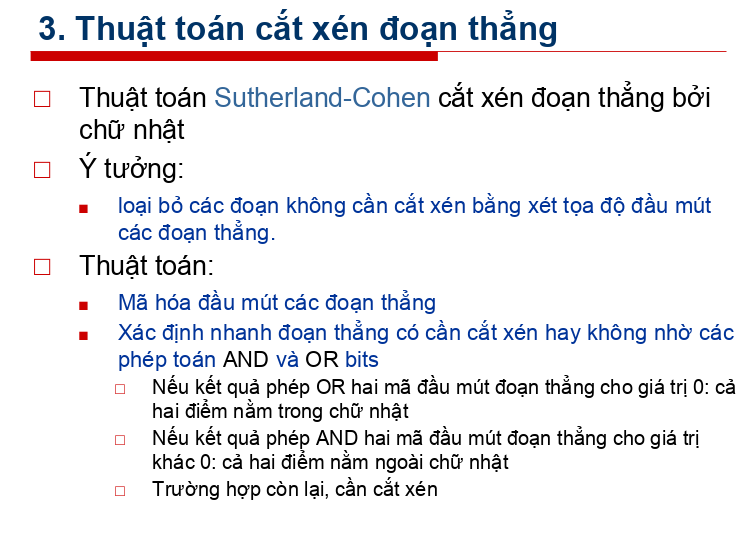 3. Thuật toán cắt xén đoạn thẳng
Thuật toán Sutherland-Cohen cắt xén đoạn thẳng bởi
chữ nhật
Ý tưởng:
loại bỏ các đoạn không cần cắt xén bằng xét tọa độ đầu mút
các đoạn thẳng.
Thuật toán:
Mã hóa đầu mút các đoạn thẳng
Xác định nhanh đoạn thẳng có cần cắt xén hay không nhờ các
phép toán AND và OR bits
Nếu kết quả phép OR hai mã đầu mút đoạn thẳng cho giá trị 0: cả
hai điểm nằm trong chữ nhật
Nếu kết quả phép AND hai mã đầu mút đoạn thẳng cho giá trị
khác 0: cả hai điểm nằm ngoài chữ nhật
Trường hợp còn lại, cần cắt xén